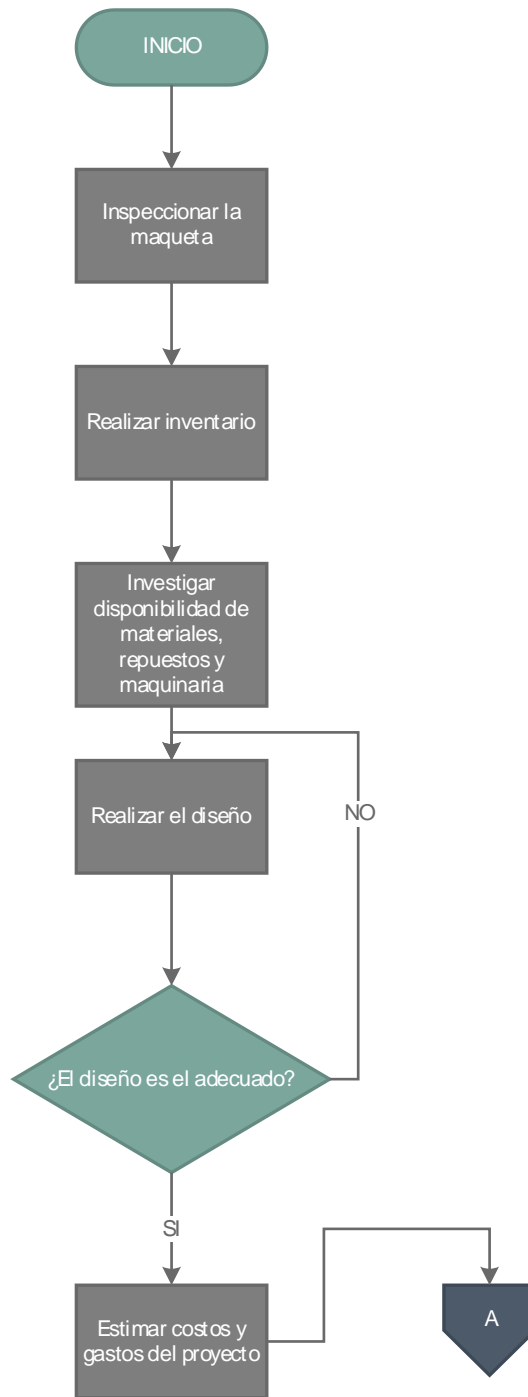 INICIO
Inspeccionar la
maqueta
Realizar inventario
Investigar
disponibilidad de
materiales,
repuestos y
maquinaria
Realizar el diseño
NO
¿El diseño es el adecuado?
SI
Estimar costos y
gastos del proyecto
A